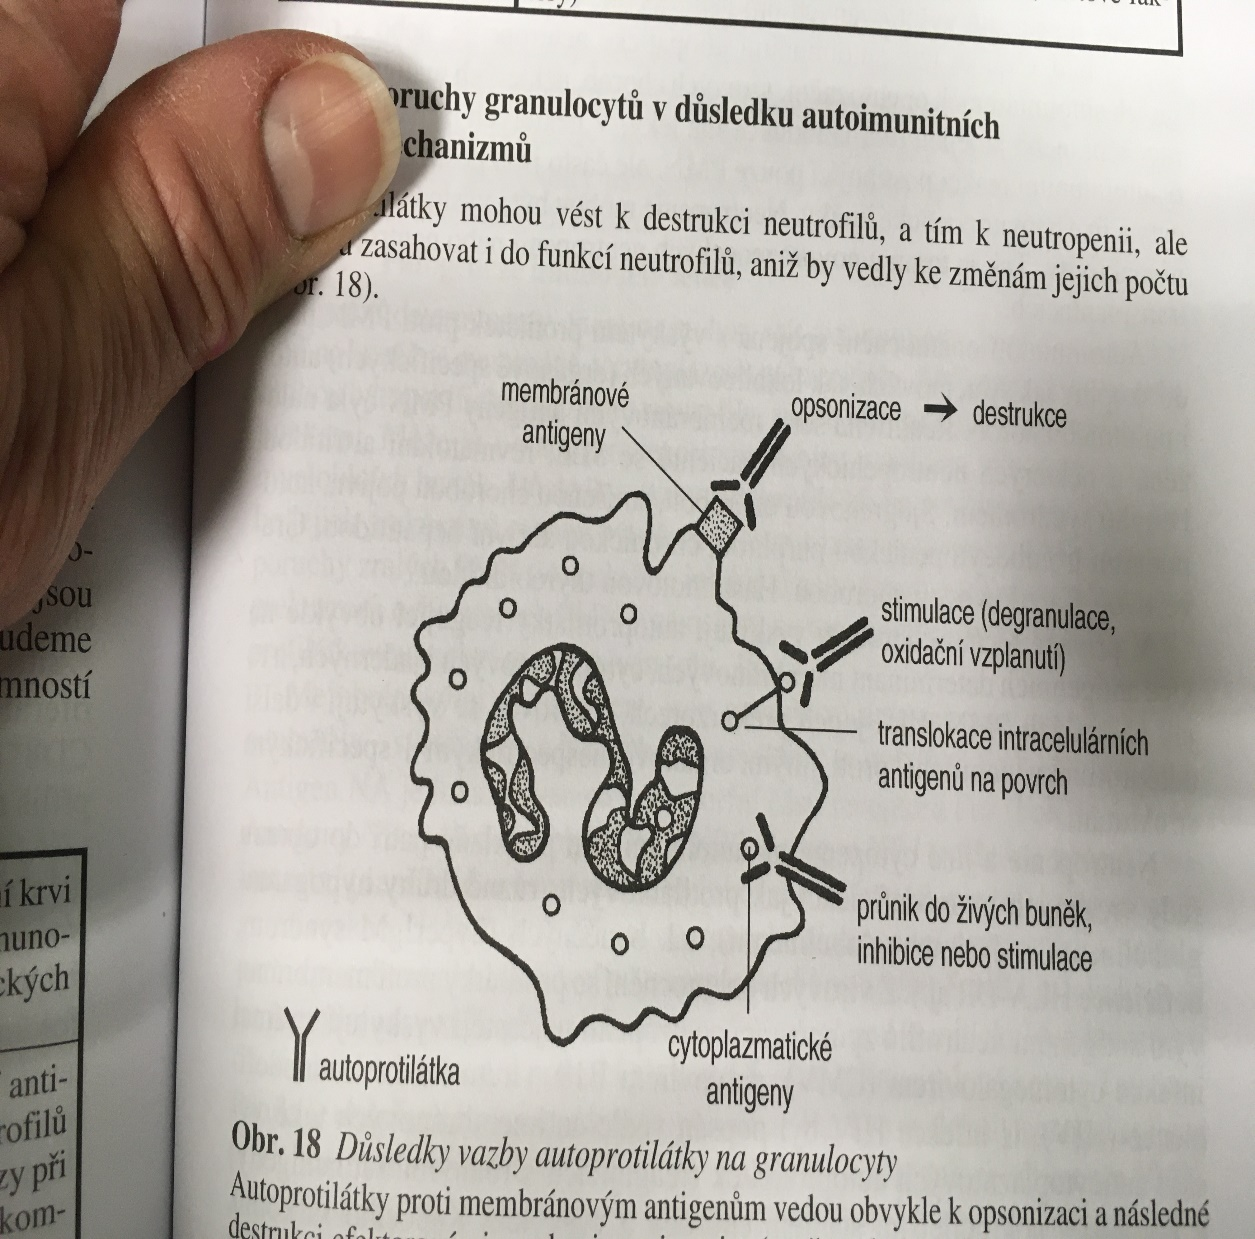 jsou
udeme
mností
í krvi
nuno-
ckých
anti-
rofilů
zy při
kom-
oruchy granulocytů v důsledku autoimunitních
chanizmů
látky mohou vést k destrukci neutrofilů, a tím k neutropenii, ale
zasahovat i do funkcí neutrofilů, aniž by vedly ke změnám jejich počtu
br. 18).
membránové
antigeny
opsonizace → destrukce
stimulace (degranulace,
oxidační vzplanutí)
translokace intracelulárních
antigenů na povrch
průnik do živých buněk,
inhibice nebo stimulace
cytoplazmatické
antigeny
autoprotilátka
Obr. 18 Důsledky vazby autoprotilátky na granulocyty
Autoprotilátky proti membránovým antigenům vedou obvykle k opsonizaci a následné
destrukci